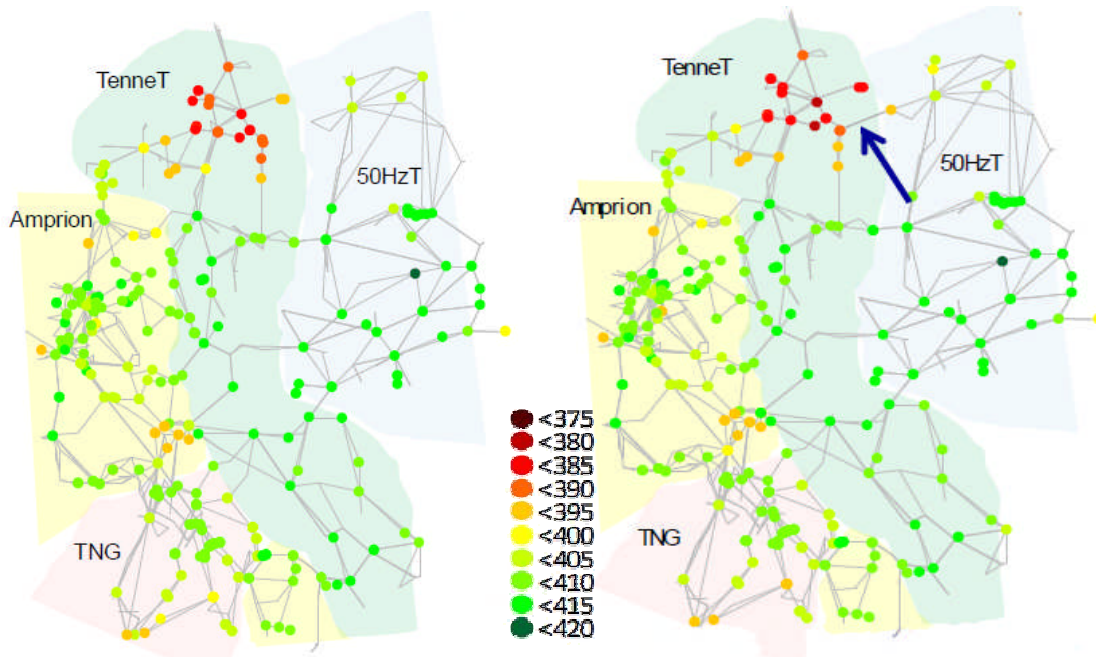 TenneT
50HzT
Amprion
TNG
<375
<380
<385
<390
<395
<400
<405
<410
<415
<420
TenneT
50HzT
Amprion
TNG